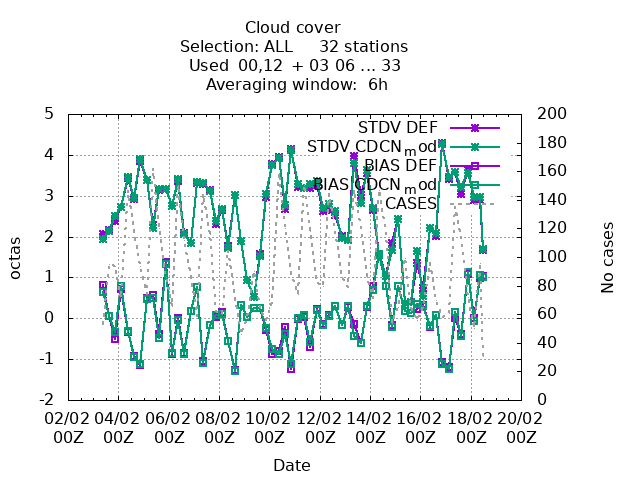 Cloud cover
Selection: ALL 32 stations
Used 00,12 + 03 06 ... 33
Averaging window: 6h
5 200
STDV DEF
180
STDV CDCNmod
4
BIAS DEF 160
BIAS CDCNmod
3 140
CASES
120
2
octas
No cases
100
1
80
0 60
40
-1
20
-2 0
02/02 04/02 06/02 08/02 10/02 12/02 14/02 16/02 18/02 20/02
00Z 00Z 00Z 00Z 00Z 00Z 00Z 00Z 00Z 00Z
Date